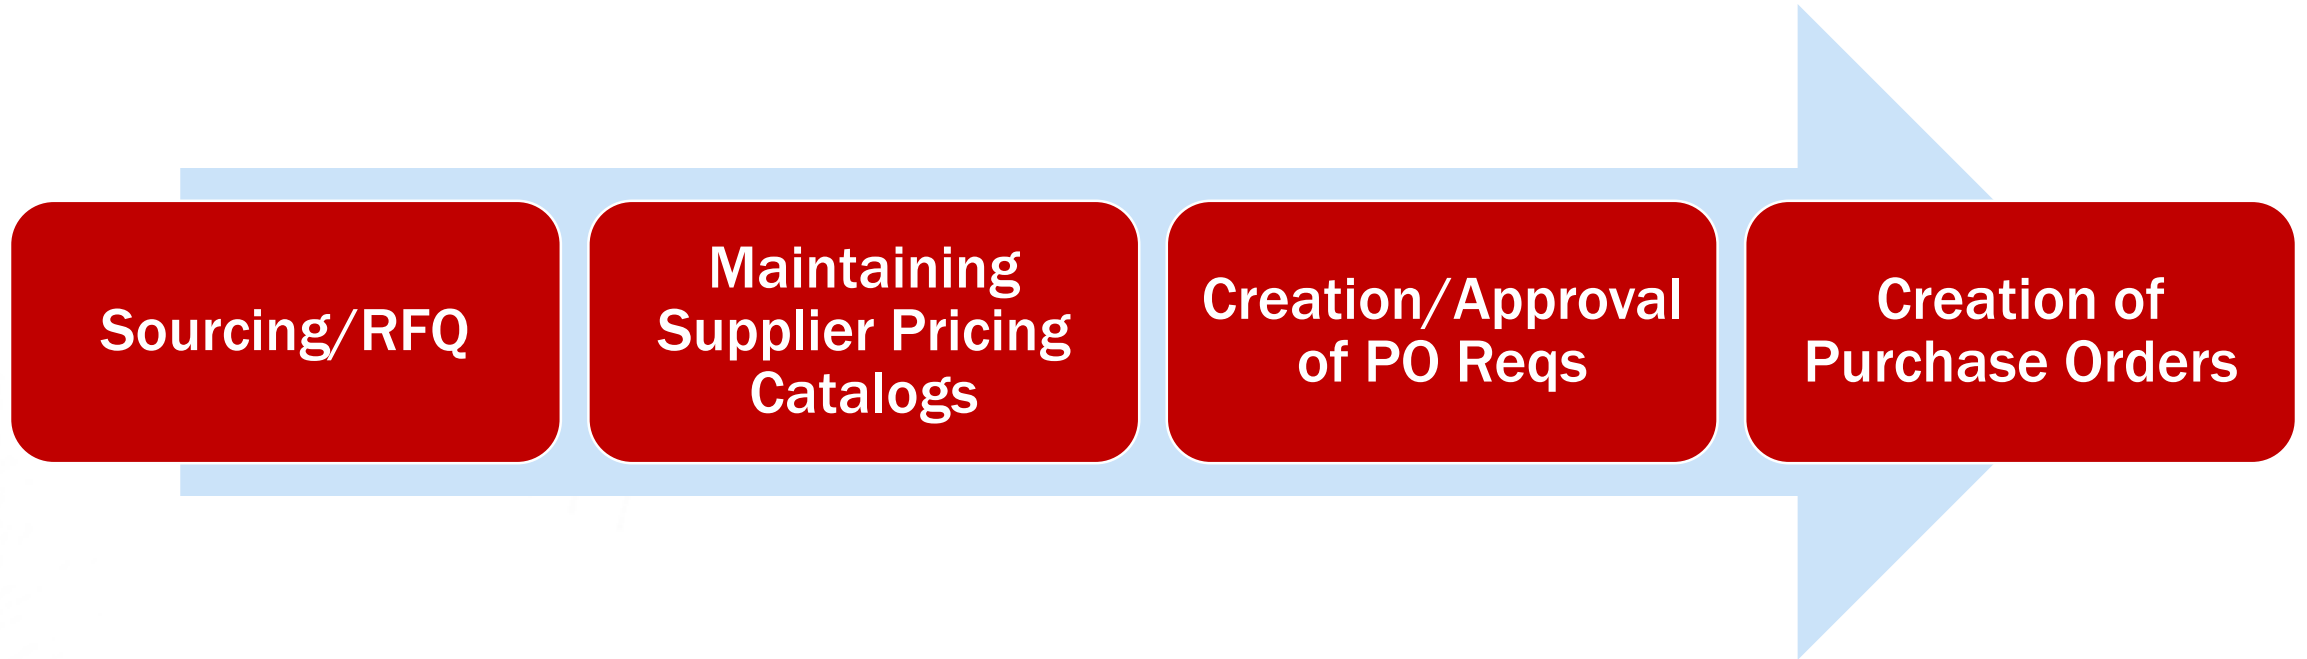 Sourcing/RFQ
Maintaining
Supplier Pricing
Catalogs
Creation/Approval
of PO Reqs
Creation of
Purchase Orders